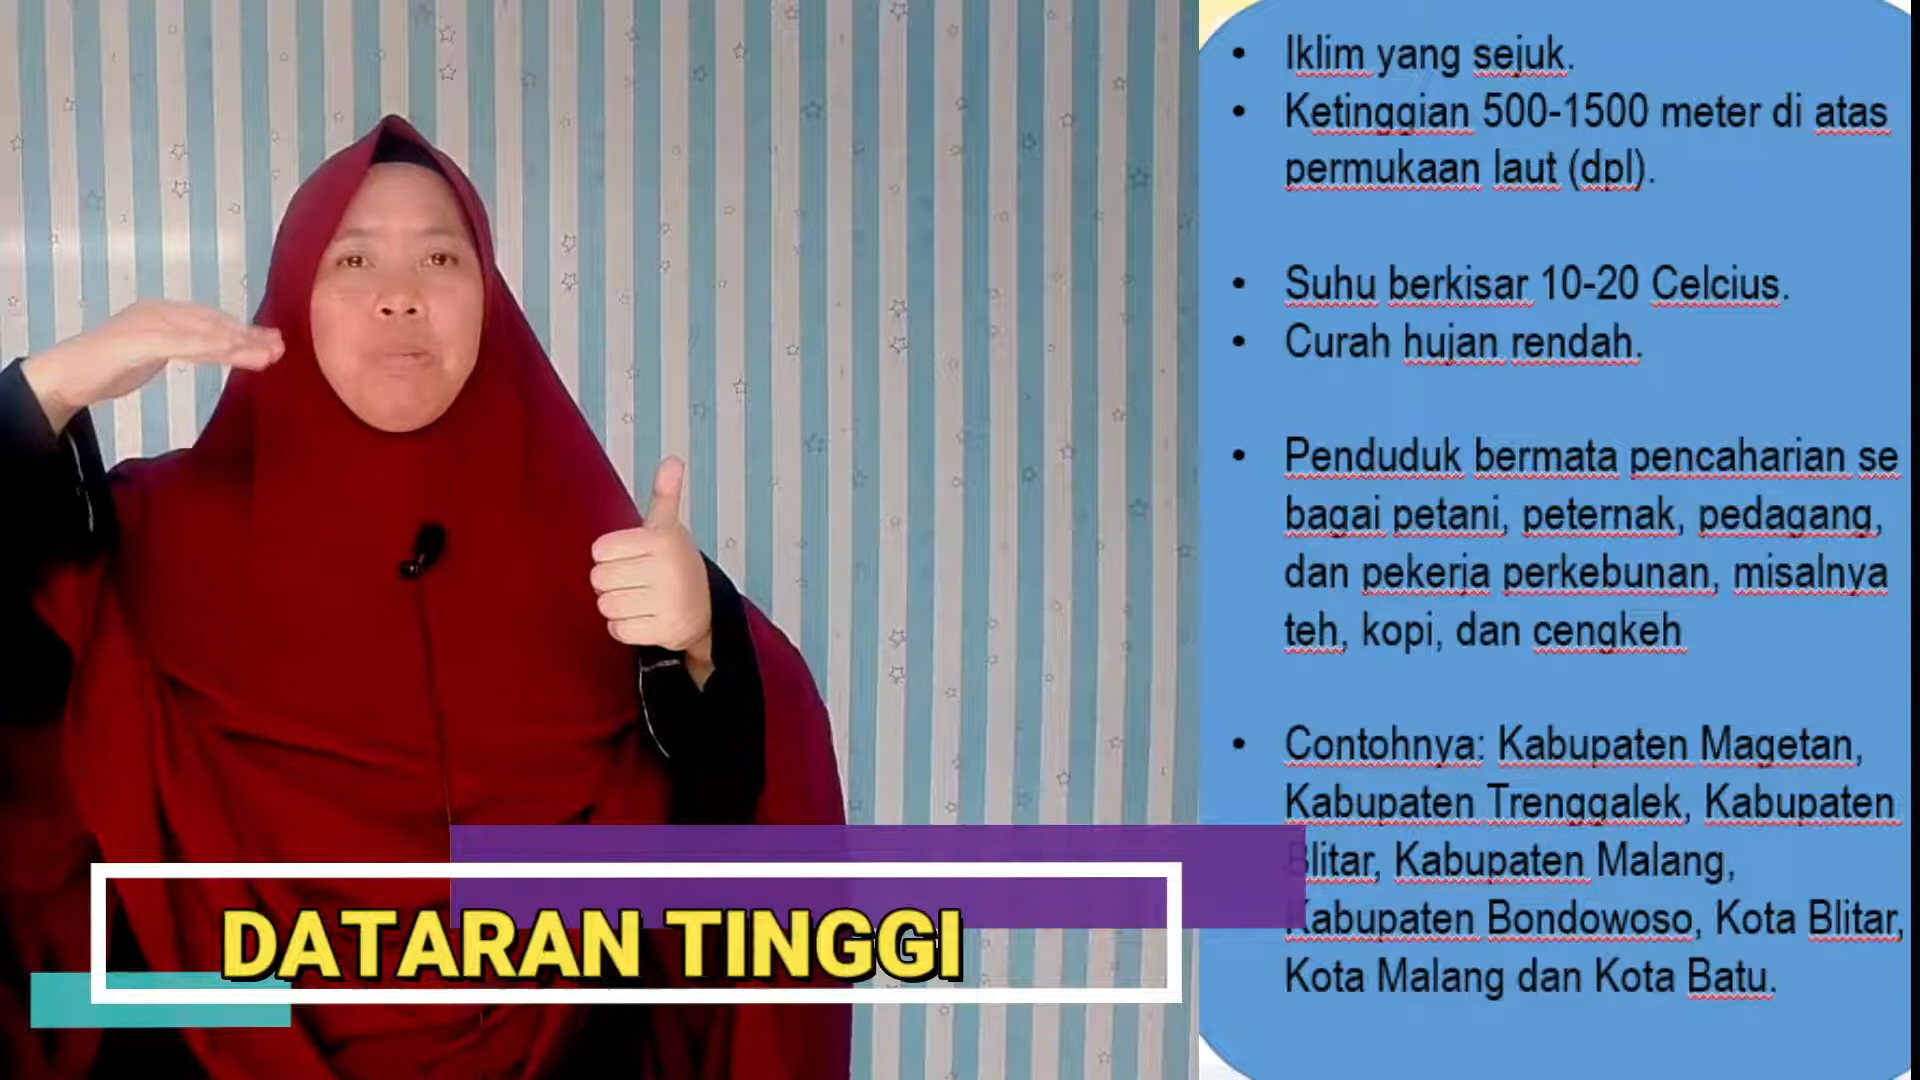 Iklim yang sejuk.
Ketinggian 500-1500 meter di atas
permukaan laut (dpl).
Suhu berkisar 10-20 Celcius.
Curah hujan rendah.
Penduduk bermata pencaharian se
bagai petani, peternak, pedagang,
dan pekerja perkebunan, misalnya
teh, kopi, dan cengkeh
Contohnya: Kabupaten Magetan,
Kabupaten Trenggalek, Kabupaten
Blitar, Kabupaten Malang,
Kabupaten Bondowoso, Kota Blitar,
Kota Malang dan Kota Batu.
DATARAN TINGGI